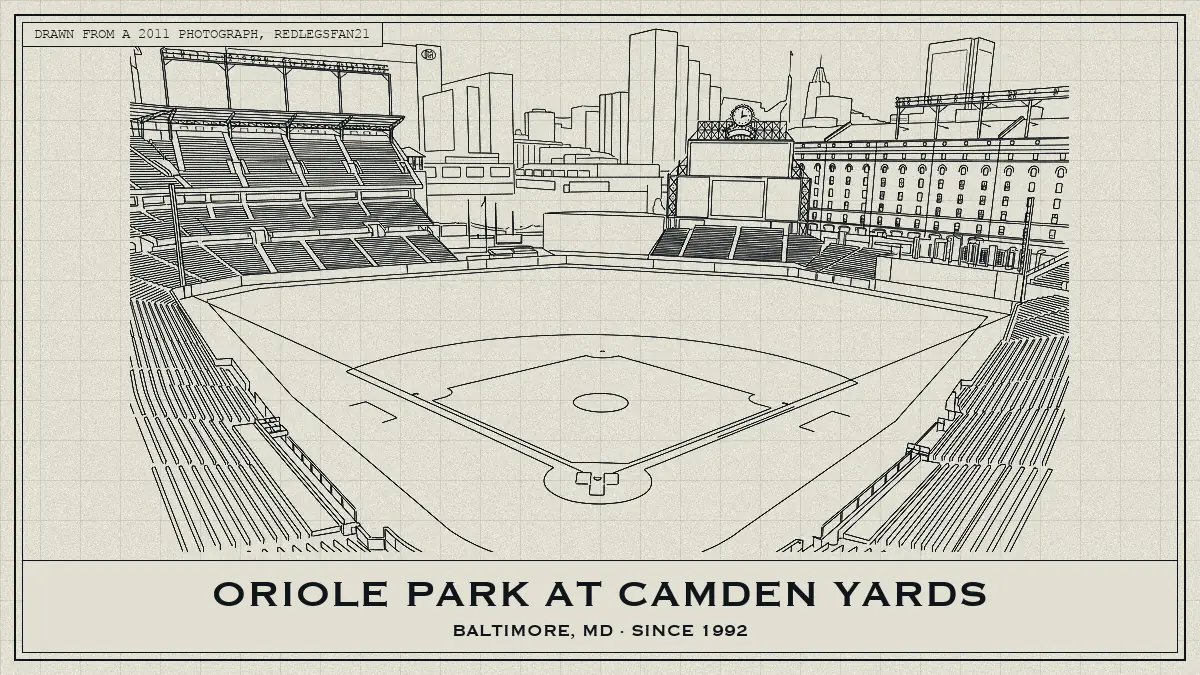 DRAWN FROM A 2011 PHOTOGRAPH, REDLEGSFAN21
ORIOLE PARK AT CAMDEN YARDS
BALTIMORE, MD · SINCE 1992